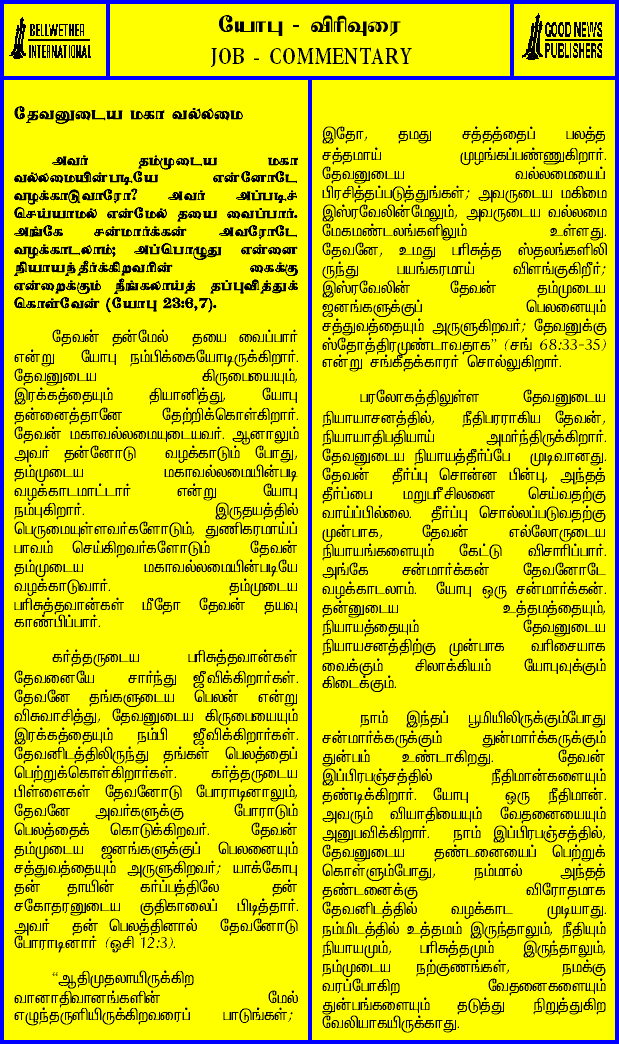 BELLWETHER
INTERNATIONAL
யோபு - விரிவுரை
JOB - COMMENTARY
GOOD NEWS
PUBLISHERS
தேவனுடைய மகா வல்லமை
அவர் தம்முடைய மகா
வல்லமையின்படியே என்னோடே
வழக்காடுவாரோ? அவர் அப்படிச்
செய்யாமல் என்மேல் தயை வைப்பார்.
அங்கே சன்மார்க்கன் அவரோடே
வழக்காடலாம்; அப்பொழுது என்னை
நியாயந்தீர்க்கிறவரின் கைக்கு
என்றைக்கும் நீங்கலாய்த் தப்புவித்துக்
கொள்வேன் (யோபு 23:6,7).
தேவன் தன்மேல் தயை வைப்பார்
என்று யோபு நம்பிக்கையோடிருக்கிறார்.
தேவனுடைய கிருபையையும்,
இரக்கத்தையும் தியானித்து, யோபு
தன்னைத்தானே தேற்றிக்கொள்கிறார்.
தேவன் மகாவல்லமையுடையவர். ஆனாலும்
அவர் தன்னோடு வழக்காடும் போது,
தம்முடைய மகாவல்லமையின்படி
வழக்காடமாட்டார் என்று யோபு
நம்புகிறார். இருதயத்தில்
பெருமையுள்ளவர்களோடும், துணிகரமாய்ப்
பாவம் செய்கிறவர்களோடும் தேவன்
தம்முடைய மகாவல்லமையின்படியே
வழக்காடுவார். தம்முடைய
பரிசுத்தவான்கள் மீதோ தேவன் தயவு
காண்பிப்பார்.
கர்த்தருடைய பரிசுத்தவான்கள்
தேவனையே சார்ந்து ஜீவிக்கிறார்கள்.
தேவனே தங்களுடைய பெலன் என்று
விசுவாசித்து, தேவனுடைய கிருபையையும்
இரக்கத்தையும் நம்பி ஜீவிக்கிறார்கள்.
தேவனிடத்திலிருந்து தங்கள் பெலத்தைப்
பெற்றுக்கொள்கிறார்கள். கர்த்தருடைய
பிள்ளைகள் தேவனோடு போராடினாலும்,
தேவனே அவர்களுக்கு போராடும்
பெலத்தைக் கொடுக்கிறவர். தேவன்
தம்முடைய ஜனங்களுக்குப் பெலனையும்
சத்துவத்தையும் அருளுகிறவர்; யாக்கோபு
தன் தாயின் கர்ப்பத்திலே தன்
சகோதரனுடைய குதிகாலைப் பிடித்தார்.
அவர் தன் பெலத்தினால் தேவனோடு
போராடினார் (ஓசி 12:3).
“ஆதிமுதலாயிருக்கிற
வானாதிவானங்களின் மேல்
எழுந்தருளியிருக்கிறவரைப் பாடுங்கள்;
இதோ, தமது சத்தத்தைப் பலத்த
சத்தமாய் முழங்கப்பண்ணுகிறார்.
தேவனுடைய வல்லமையைப்
பிரசித்தப்படுத்துங்கள்; அவருடைய மகிமை
இஸ்ரவேலின்மேலும், அவருடைய வல்லமை
மேகமண்டலங்களிலும் உள்ளது.
தேவனே, உமது பரிசுத்த ஸ்தலங்களிலி
ருந்து பயங்கரமாய் விளங்குகிறீர்;
இஸ்ரவேலின் தேவன் தம்முடைய
ஜனங்களுக்குப் பெலனையும்
சத்துவத்தையும் அருளுகிறவர்; தேவனுக்கு
ஸ்தோத்திரமுண்டாவதாக” (சங் 68:33-35)
என்று சங்கீதக்காரர் சொல்லுகிறார்.
பரலோகத்திலுள்ள தேவனுடைய
நியாயாசனத்தில், நீதிபரராகிய தேவன்,
நியாயாதிபதியாய் அமர்ந்திருக்கிறார்.
தேவனுடைய நியாயத்தீர்ப்பே முடிவானது.
தேவன் தீர்ப்பு சொன்ன பின்பு, அந்தத்
தீர்ப்பை மறுபரீசிலனை செய்வதற்கு
வாய்ப்பில்லை. தீர்ப்பு சொல்லப்படுவதற்கு
முன்பாக, தேவன் எல்லோருடைய
நியாயங்களையும் கேட்டு விசாரிப்பார்.
அங்கே சன்மார்க்கன் தேவனோடே
வழக்காடலாம். யோபு ஒரு சன்மார்க்கன்.
தன்னுடைய உத்தமத்தையும்,
நியாயத்தையும் தேவனுடைய
நியாயசனத்திற்கு முன்பாக வரிசையாக
வைக்கும் சிலாக்கியம் யோபுவுக்கும்
கிடைக்கும்.
நாம் இந்தப் பூமியிலிருக்கும்போது
சன்மார்க்கருக்கும் துன்மார்க்கருக்கும்
துன்பம் உண்டாகிறது. தேவன்
இப்பிரபஞ்சத்தில் நீதிமான்களையும்
தண்டிக்கிறார். யோபு ஒரு நீதிமான்.
அவரும் வியாதியையும் வேதனையையும்
அனுபவிக்கிறார். நாம் இப்பிரபஞ்சத்தில்,
தேவனுடைய தண்டனையைப் பெற்றுக்
கொள்ளும்போது, நம்மால் அந்தத்
தண்டனைக்கு விரோதமாக
தேவனிடத்தில் வழக்காட முடியாது.
நம்மிடத்தில் உத்தமம் இருந்தாலும், நீதியும்
நியாயமும், பரிசுத்தமும் இருந்தாலும்,
நம்முடைய நற்குணங்கள், நமக்கு
வரப்போகிற வேதனைகளையும்
துன்பங்களையும் தடுத்து நிறுத்துகிற
வேலியாகயிருக்காது.